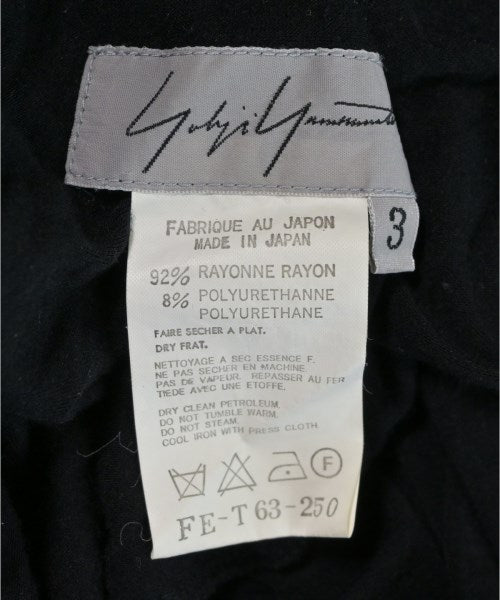 Yohji Yamamoto
3
FABRIQUE AU JAPON
MADE IN JAPAN
92% RAYONNE RAYON
8% POLYURETHANNE
POLYURETHANE
FAIRE SECHER A PLAT.
DRY FRAT.
NETTOYAGE A SEC ESSENCE F.
NE PAS SECHER EN MACHINE
PAS DE VAPEUR. REPASSER AU FER
TIEDE AVEC UNE ETOFFE.
DRY CLEAN PETROLEUM.
DO NOT TUMBLE WARM.
DO NOT STEAM.
COOL IRON WITH PRESS CLOTH.
F
FE-T 63-250